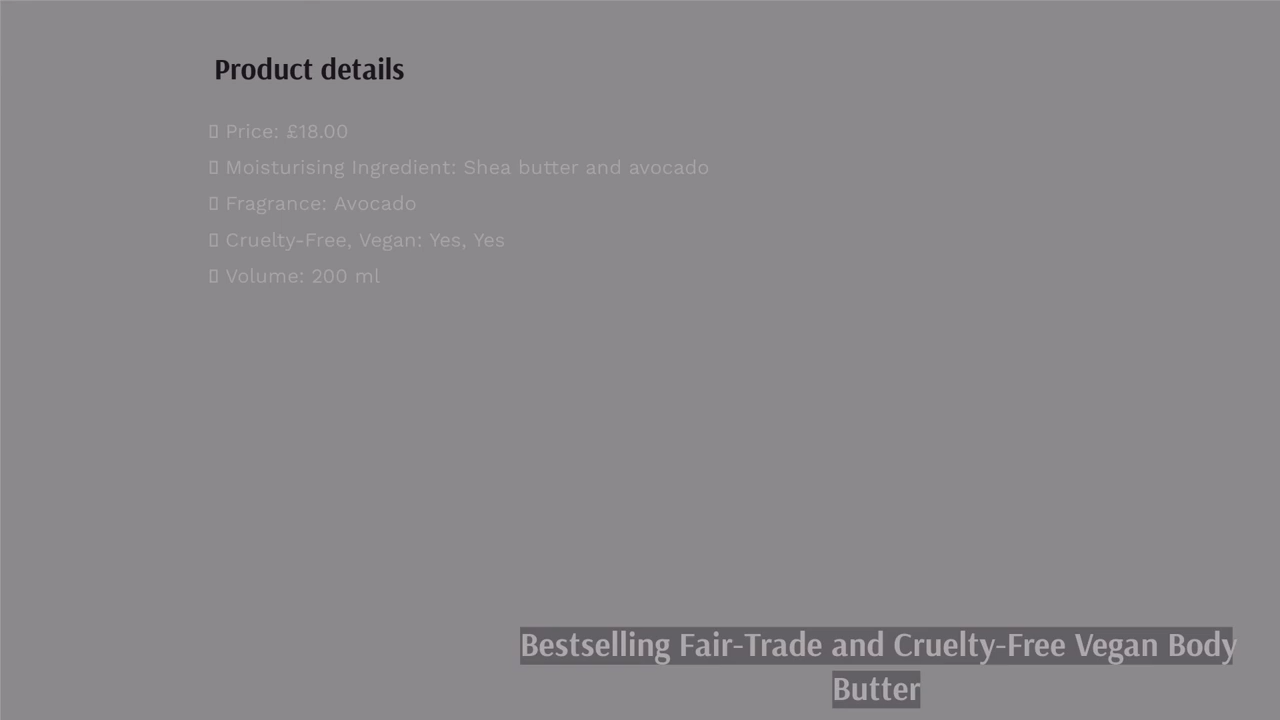 Product details
Price: £18.00
Moisturising Ingredient: Shea butter and avocado
Fragrance: Avocado
Cruelty-Free, Vegan: Yes, Yes
Volume: 200 ml
Bestselling Fair-Trade and Cruelty-Free Vegan Body
Butter